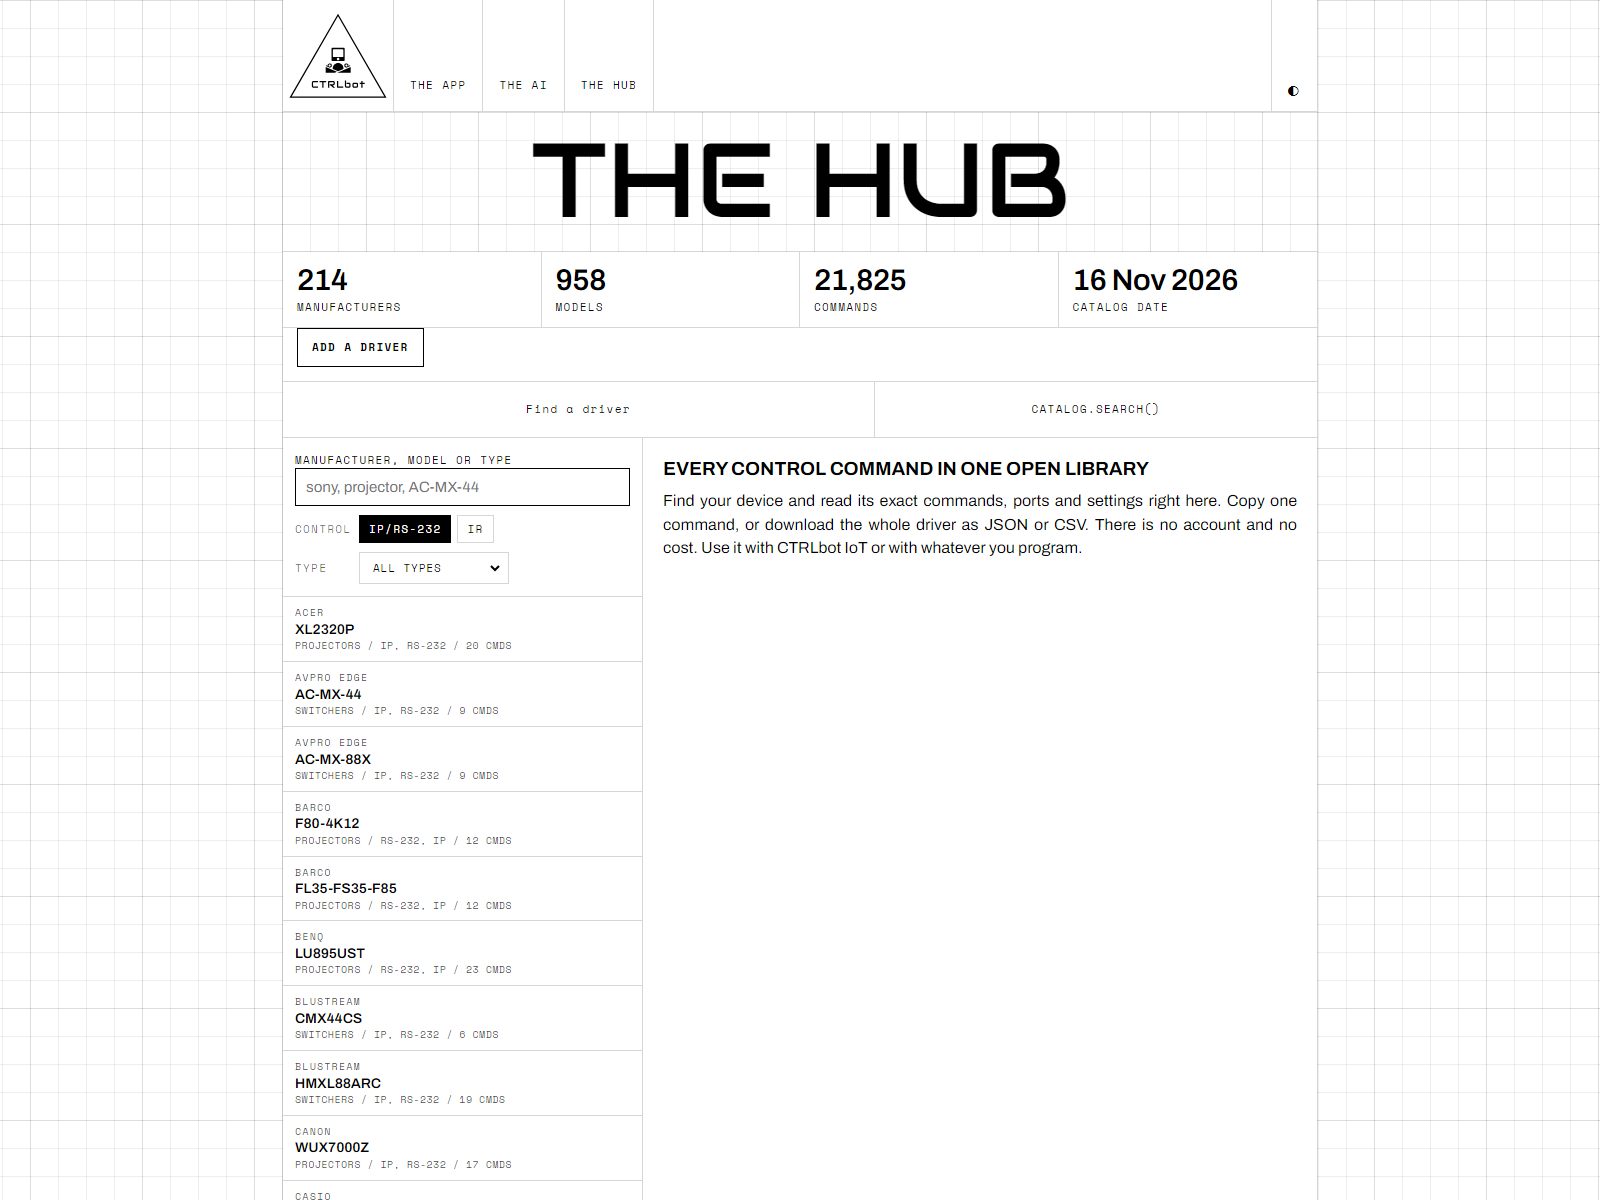 CTRLbot
THE APP
THE AI
THE HUB
THE HUB
214
MANUFACTURERS
958
MODELS
21,825
COMMANDS
16 Nov 2026
CATALOG DATE
ADD A DRIVER
Find a driver
CATALOG.SEARCH()
MANUFACTURER, MODEL OR TYPE
sony, projector, AC-MX-44
CONTROL IP/RS-232 IR
TYPE ALL TYPES
ACER
XL2320P
PROJECTORS / IP, RS-232 / 20 CMDS
AVPRO EDGE
AC-MX-44
SWITCHERS / IP, RS-232 / 9 CMDS
AVPRO EDGE
AC-MX-88X
SWITCHERS / IP, RS-232 / 9 CMDS
BARCO
F80-4K12
PROJECTORS / RS-232, IP / 12 CMDS
BARCO
FL35-FS35-F85
PROJECTORS / RS-232, IP / 12 CMDS
BENQ
LU895UST
PROJECTORS / RS-232, IP / 23 CMDS
BLUSTREAM
CMX44CS
SWITCHERS / IP, RS-232 / 6 CMDS
BLUSTREAM
HMXL88ARC
SWITCHERS / IP, RS-232 / 19 CMDS
CANON
WUX7000Z
PROJECTORS / IP, RS-232 / 17 CMDS
CASIO
EVERY CONTROL COMMAND IN ONE OPEN LIBRARY
Find your device and read its exact commands, ports and settings right here. Copy one
command, or download the whole driver as JSON or CSV. There is no account and no
cost. Use it with CTRLbot IoT or with whatever you program.